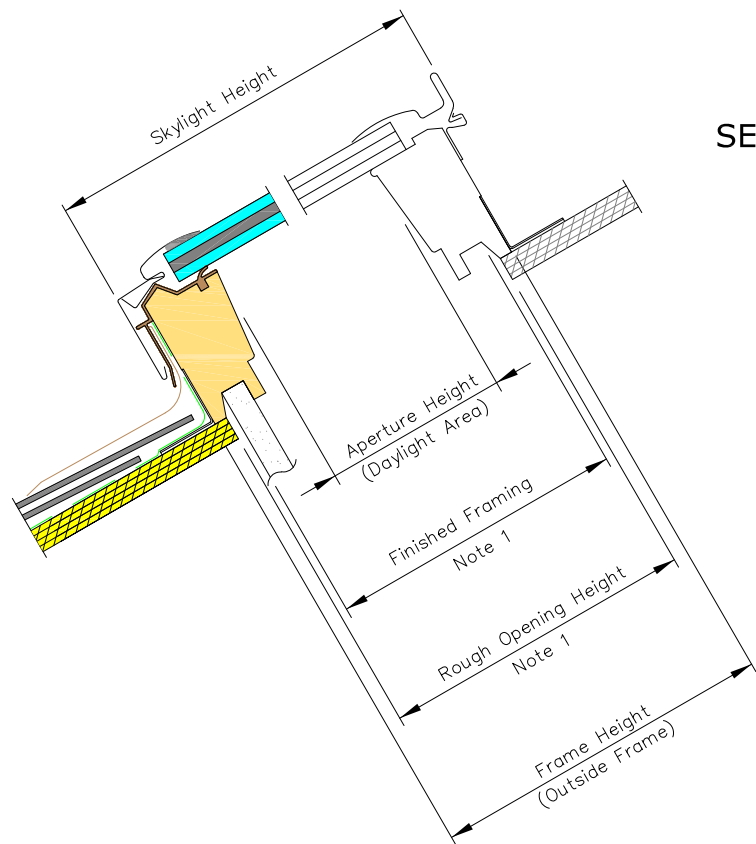 Skylight Height
SE
Aperture Height
(Daylight Area)
Finished Framing
Note 1
Rough Opening Height
Note 1
Frame Height
(Outside Frame)